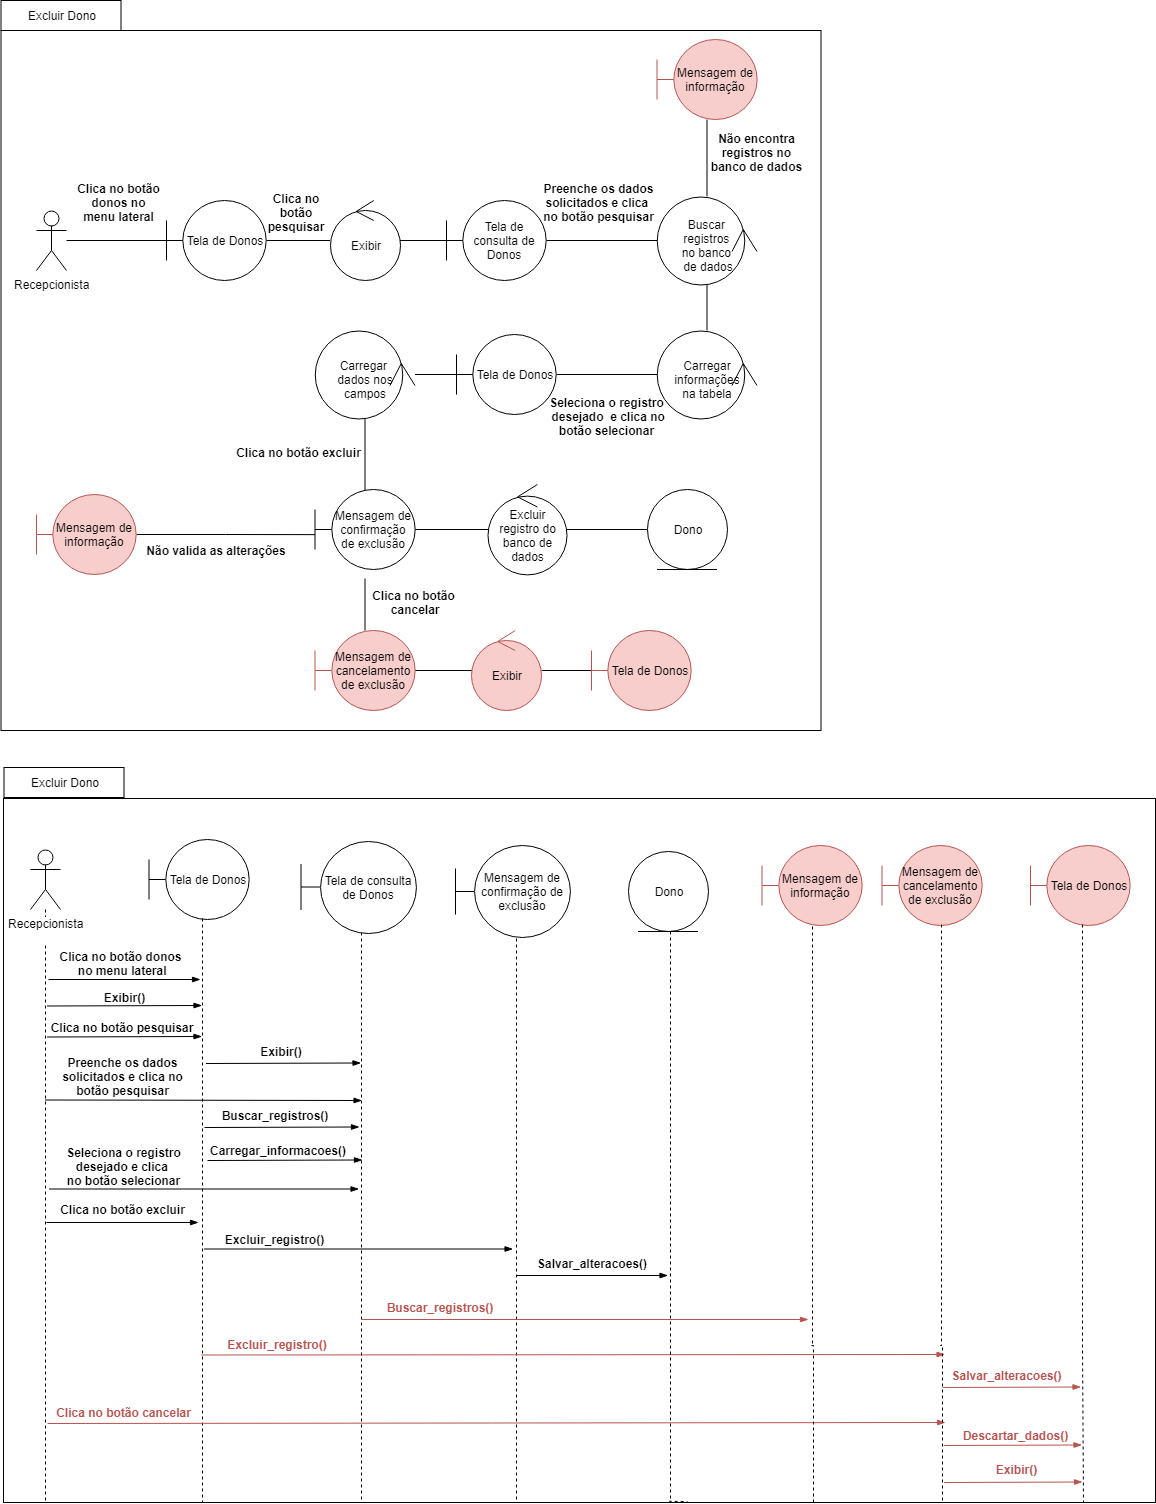 Excluir Dono
Mensagem de
informação
Não encontra
registros no
banco de dados
Clica no botão
donos no
menu lateral
Clica no
botão
pesquisar
Preenche os dados
solicitados e clica
no botão pesquisar
Recepcionista
Tela de Donos
Exibir
Tela de
consulta de
Donos
Buscar
registros
no banco
de dados
Carregar
dados nos
campos
Tela de Donos
Carregar
informações
na tabela
Seleciona o registro
desejado  e clica no
botão selecionar
Clica no botão excluir
Mensagem de
informação
Não valida as alterações
Mensagem de
confirmação
de exclusão
Excluir
registro do
banco de
dados
Dono
Clica no botão
cancelar
Mensagem de
cancelamento
de exclusão
Exibir
Tela de Donos
Excluir Dono
Recepcionista
Tela de Donos
Tela de consulta
de Donos
Mensagem de
confirmação de
exclusão
Dono
Mensagem de
informação
Mensagem de
cancelamento
de exclusão
Tela de Donos
Clica no botão donos
no menu lateral
Exibir()
Clica no botão pesquisar
Exibir()
Preenche os dados
solicitados e clica no
botão pesquisar
Buscar_registros()
Carregar_informacoes()
Seleciona o registro
desejado e clica
no botão selecionar
Clica no botão excluir
Excluir_registro()
Salvar_alteracoes()
Buscar_registros()
Excluir_registro()
Salvar_alteracoes()
Clica no botão cancelar
Descartar_dados()
Exibir()